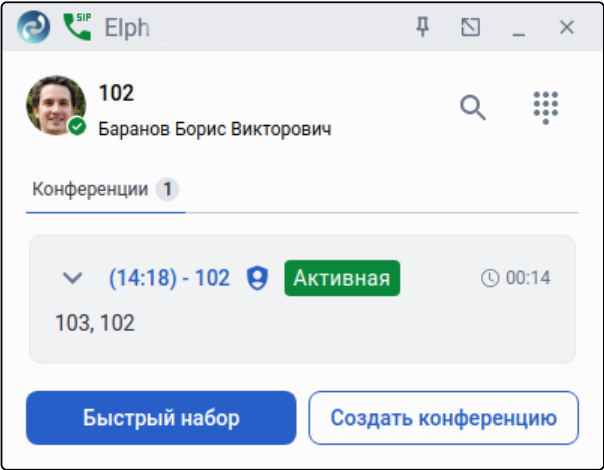 SIP Elph
102
Баранов Борис Викторович
Конференции 1
(14:18) - 102 Активная 00:14
103, 102
Быстрый набор Создать конференцию